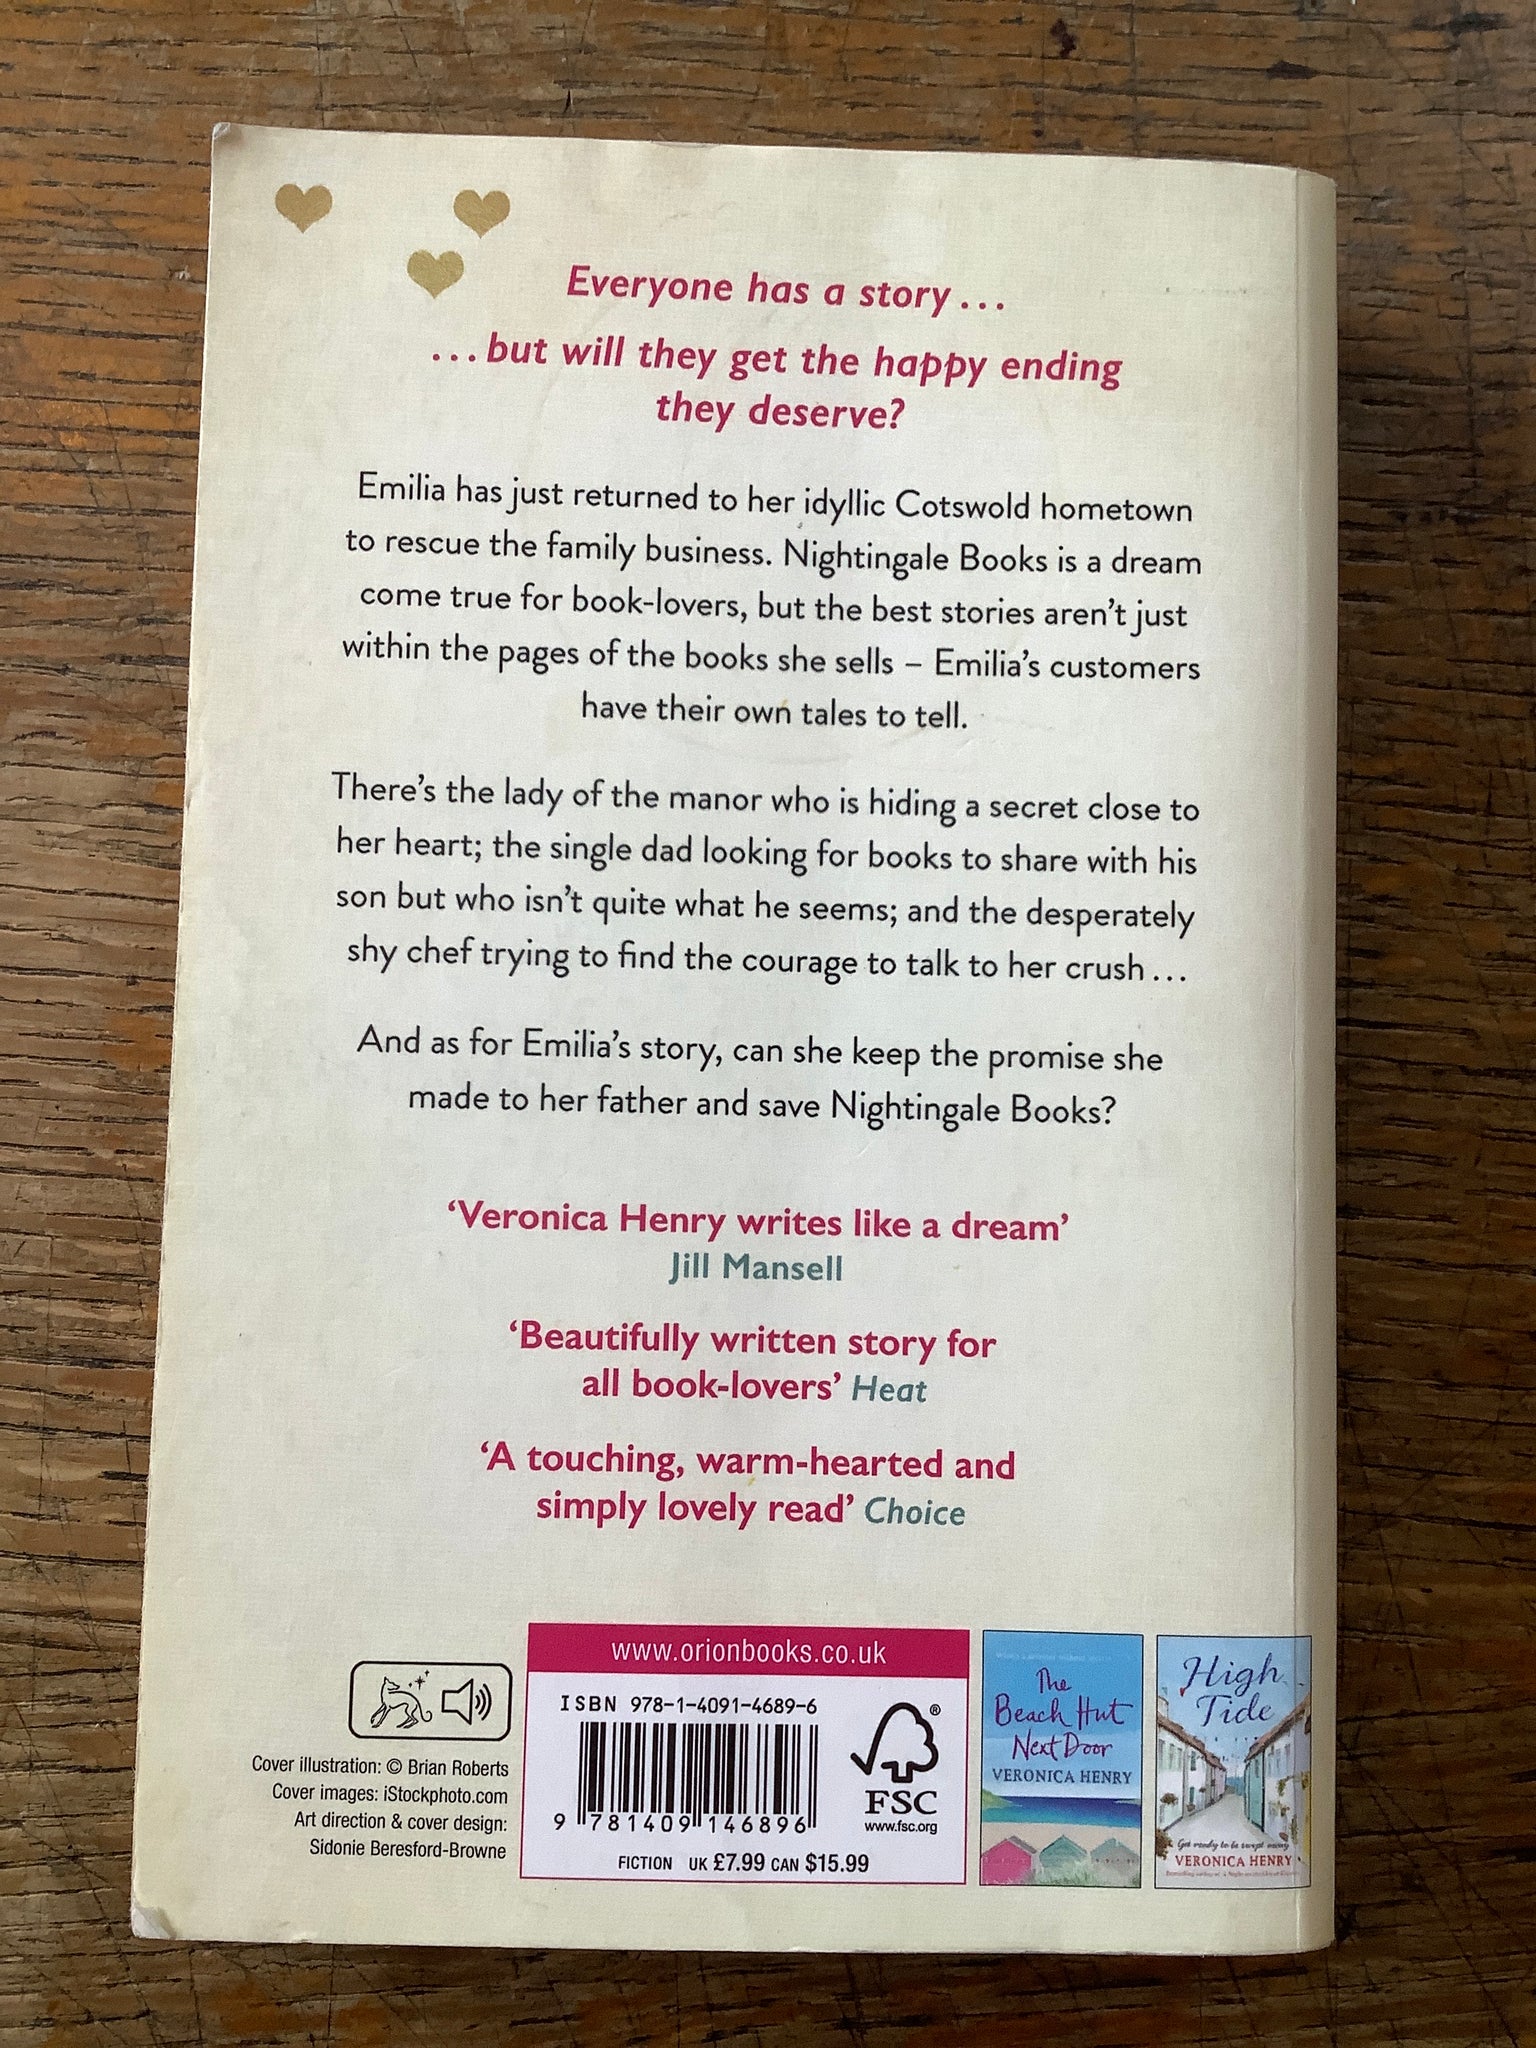 Everyone has a story...
...but will they get the happy ending
they deserve?
Emilia has just returned to her idyllic Cotswold hometown
to rescue the family business. Nightingale Books is a dream
come true for book-lovers, but the best stories aren't just
within the pages of the books she sells – Emilia's customers
have their own tales to tell.
There's the lady of the manor who is hiding a secret close to
her heart; the single dad looking for books to share with his
son but who isn't quite what he seems; and the desperately
shy chef trying to find the courage to talk to her crush...
And as for Emilia's story, can she keep the promise she
made to her father and save Nightingale Books?
‘Veronica Henry writes like a dream’
Jill Mansell
‘Beautifully written story for
all book-lovers’ Heat
‘A touching, warm-hearted and
simply lovely read’ Choice
Cover illustration: © Brian Roberts
Cover images: iStockphoto.com
Art direction & cover design:
Sidonie Beresford-Browne
www.orionbooks.co.uk
ISBN 978-1-4091-4689-6
9 781409 146896
FICTION UK £7.99 CAN $15.99
®
FSC
www.fsc.org
The
Beach Hut
Next Door
VERONICA HENRY
High
Tide
Get ready to be swept away
VERONICA HENRY